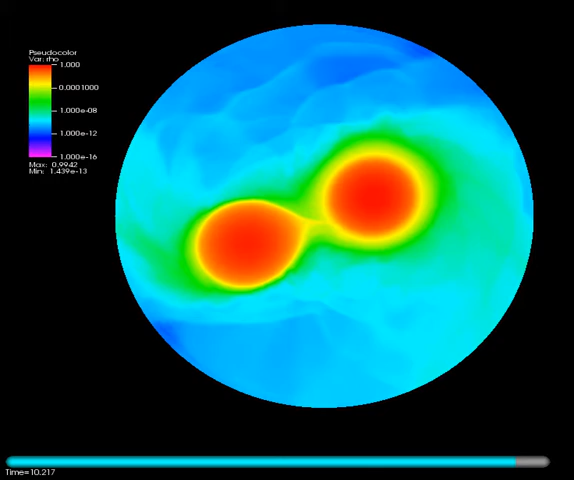 Pseudocolor
Var: rho
1.000
0.0001000
1.000e-08
1.000e-12
1.000e-16
Max: 0.9942
Min: 1.439e-13
Time=10.217